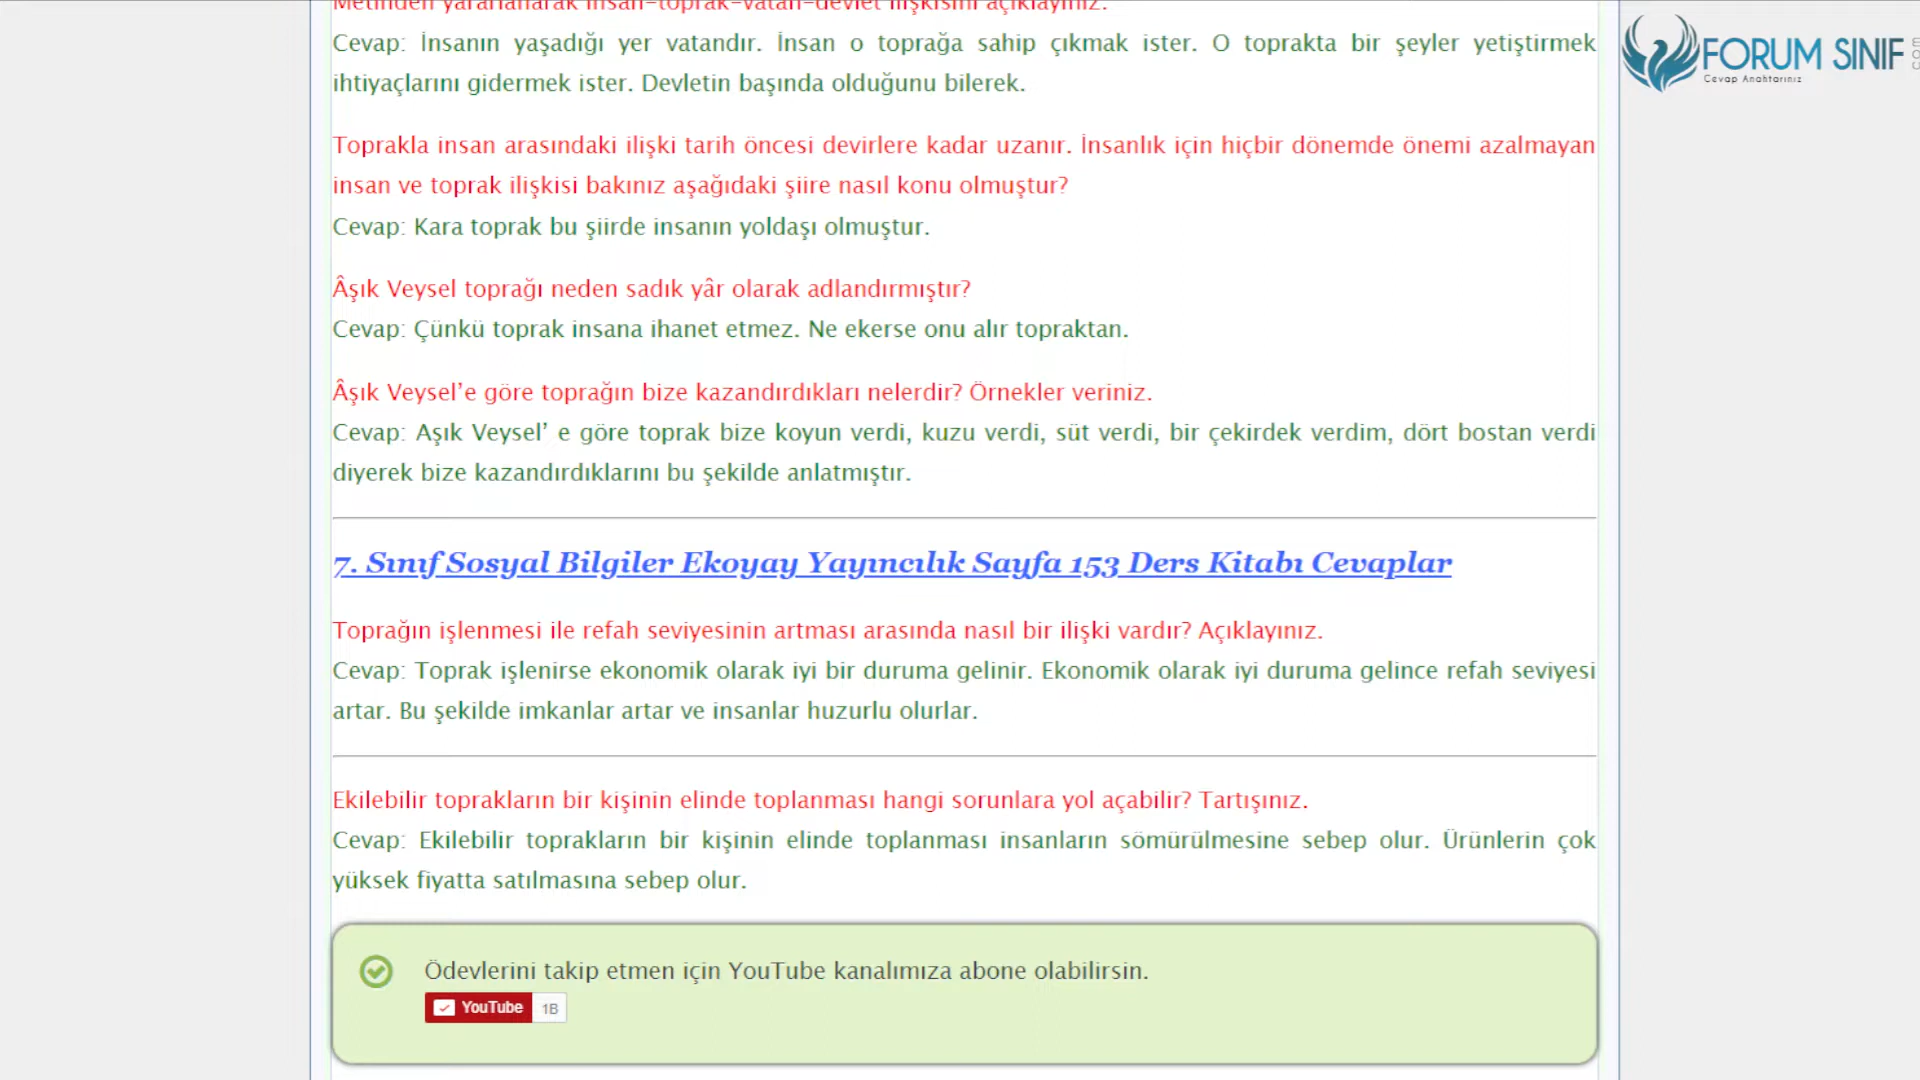 Metinden yararlanarak insan-toprak-vatan-devlet ilişkisini açıklayınız.
Cevap: İnsanın yaşadığı yer vatandır. İnsan o toprağa sahip çıkmak ister. O toprakta bir şeyler yetiştirmek
ihtiyaçlarını gidermek ister. Devletin başında olduğunu bilerek.
FORUM SINIF
Cevap Anahtarınız
Toprakla insan arasındaki ilişki tarih öncesi devirlere kadar uzanır. İnsanlık için hiçbir dönemde önemi azalmayan
insan ve toprak ilişkisi bakınız aşağıdaki şiire nasıl konu olmuştur?
Cevap: Kara toprak bu şiirde insanın yoldaşı olmuştur.
Âşık Veysel toprağı neden sadık yâr olarak adlandırmıştır?
Cevap: Çünkü toprak insana ihanet etmez. Ne ekerse onu alır topraktan.
Âşık Veysel’e göre toprağın bize kazandırdıkları nelerdir? Örnekler veriniz.
Cevap: Aşık Veysel’ e göre toprak bize koyun verdi, kuzu verdi, süt verdi, bir çekirdek verdim, dört bostan verdi
diyerek bize kazandırdıklarını bu şekilde anlatmıştır.
7. Sınıf Sosyal Bilgiler Ekoyay Yayıncılık Sayfa 153 Ders Kitabı Cevaplar
Toprağın işlenmesi ile refah seviyesinin artması arasında nasıl bir ilişki vardır? Açıklayınız.
Cevap: Toprak işlenirse ekonomik olarak iyi bir duruma gelinir. Ekonomik olarak iyi duruma gelince refah seviyesi
artar. Bu şekilde imkanlar artar ve insanlar huzurlu olurlar.
Ekilebilir toprakların bir kişinin elinde toplanması hangi sorunlara yol açabilir? Tartışınız.
Cevap: Ekilebilir toprakların bir kişinin elinde toplanması insanların sömürülmesine sebep olur. Ürünlerin çok
yüksek fiyatta satılmasına sebep olur.
Ödevlerini takip etmen için YouTube kanalımıza abone olabilirsin.
YouTube 1B